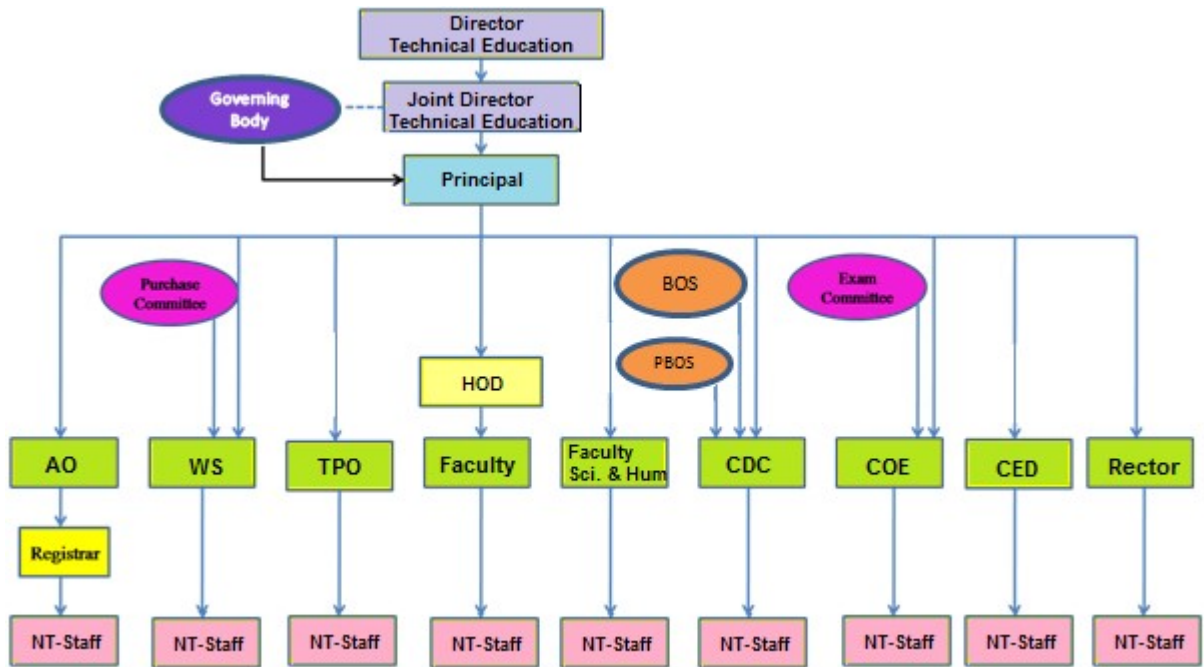 Director
Technical Education
Governing
Body
Joint Director
Technical Education
Principal
Purchase
Committee
BOS
Exam
Committee
PBOS
HOD
AO
WS
TPO
Faculty
Faculty
Sci. & Hum
CDC
COE
CED
Rector
Registrar
NT-Staff
NT-Staff
NT-Staff
NT-Staff
NT-Staff
NT-Staff
NT-Staff
NT-Staff
NT-Staff